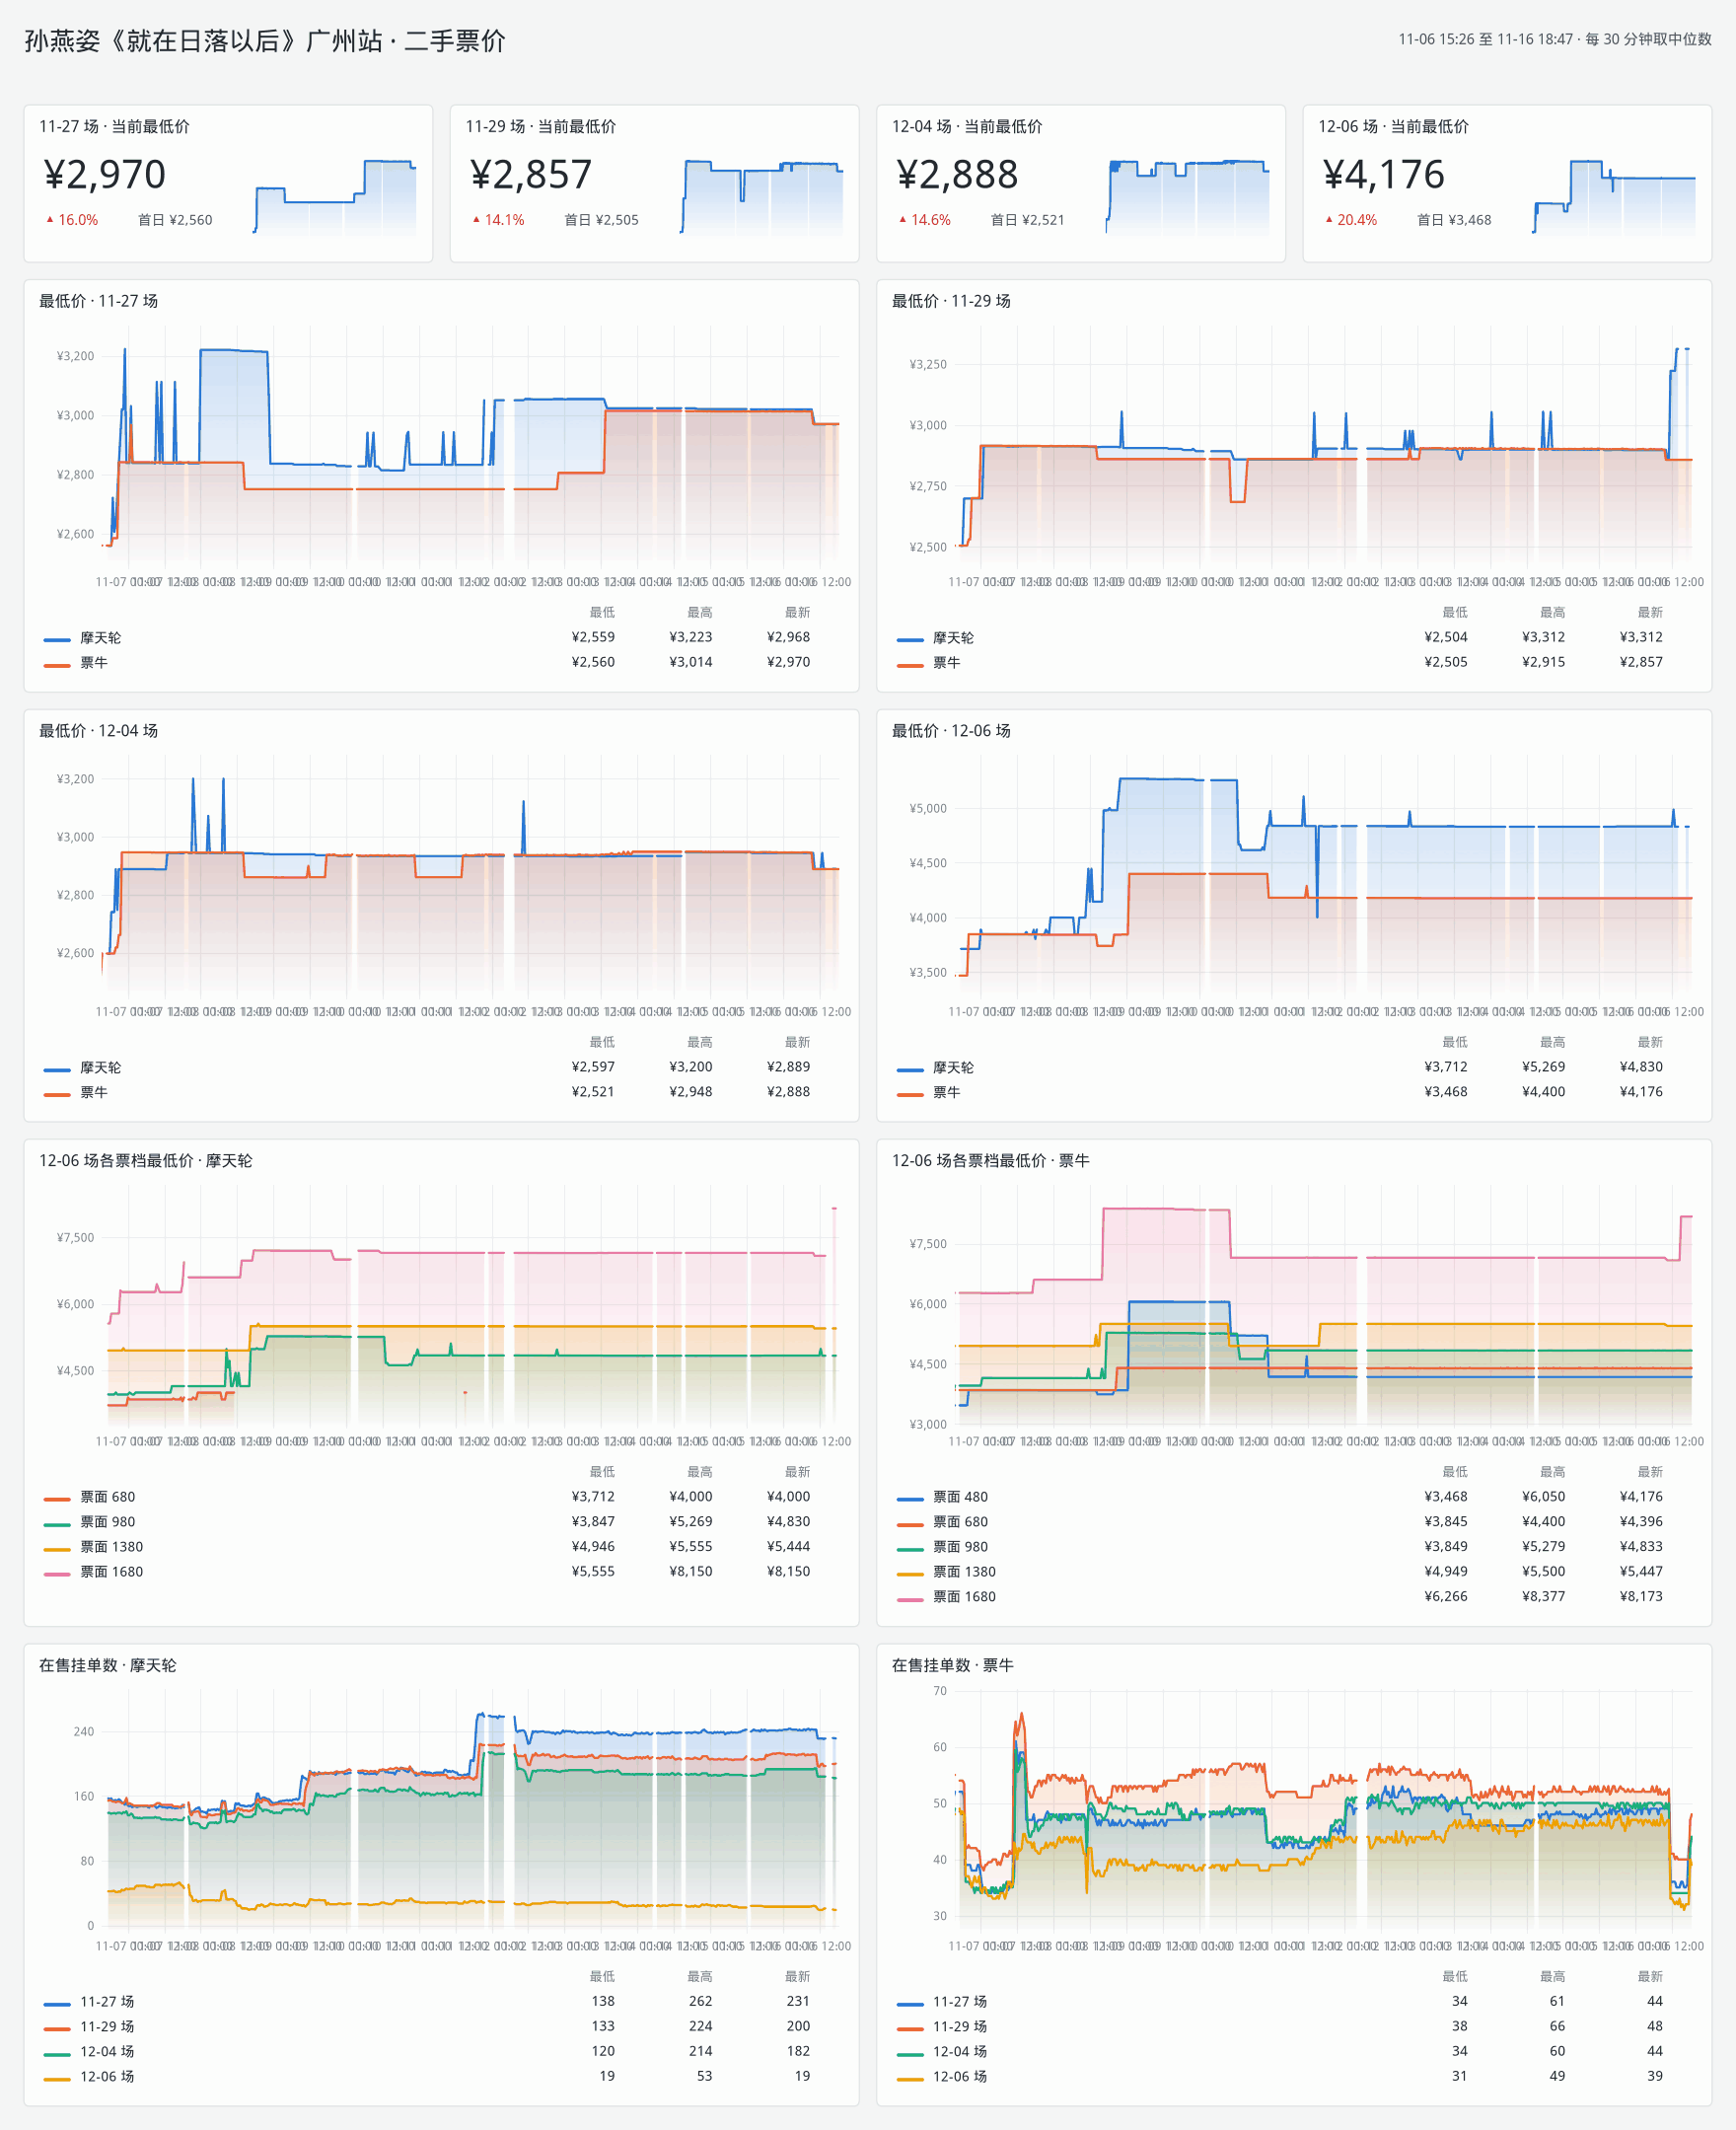 孙燕姿《就在日落以后》广州站 · 二手票价
11-06 15:26 至 11-16 18:47 · 每 30 分钟取中位数
11-27 场 · 当前最低价
¥2,970
▲ 16.0% 首日 ¥2,560
11-29 场 · 当前最低价
¥2,857
▲ 14.1% 首日 ¥2,505
12-04 场 · 当前最低价
¥2,888
▲ 14.6% 首日 ¥2,521
12-06 场 · 当前最低价
¥4,176
▲ 20.4% 首日 ¥3,468
最低价 · 11-27 场
¥3,200
¥3,000
¥2,800
¥2,600
最低 最高 最新
摩天轮 ¥2,559 ¥3,223 ¥2,968
票牛 ¥2,560 ¥3,014 ¥2,970
最低价 · 11-29 场
¥3,250
¥3,000
¥2,750
¥2,500
最低 最高 最新
摩天轮 ¥2,504 ¥3,312 ¥3,312
票牛 ¥2,505 ¥2,915 ¥2,857
最低价 · 12-04 场
¥3,200
¥3,000
¥2,800
¥2,600
最低 最高 最新
摩天轮 ¥2,597 ¥3,200 ¥2,889
票牛 ¥2,521 ¥2,948 ¥2,888
最低价 · 12-06 场
¥5,000
¥4,500
¥4,000
¥3,500
最低 最高 最新
摩天轮 ¥3,712 ¥5,269 ¥4,830
票牛 ¥3,468 ¥4,400 ¥4,176
12-06 场各票档最低价 · 摩天轮
¥7,500
¥6,000
¥4,500
最低 最高 最新
票面 680 ¥3,712 ¥4,000 ¥4,000
票面 980 ¥3,847 ¥5,269 ¥4,830
票面 1380 ¥4,946 ¥5,555 ¥5,444
票面 1680 ¥5,555 ¥8,150 ¥8,150
12-06 场各票档最低价 · 票牛
¥7,500
¥6,000
¥4,500
¥3,000
最低 最高 最新
票面 480 ¥3,468 ¥6,050 ¥4,176
票面 680 ¥3,845 ¥4,400 ¥4,396
票面 980 ¥3,849 ¥5,279 ¥4,833
票面 1380 ¥4,949 ¥5,500 ¥5,447
票面 1680 ¥6,266 ¥8,377 ¥8,173
在售挂单数 · 摩天轮
240
160
80
0
最低 最高 最新
11-27 场 138 262 231
11-29 场 133 224 200
12-04 场 120 214 182
12-06 场 19 53 19
在售挂单数 · 票牛
70
60
50
40
30
最低 最高 最新
11-27 场 34 61 44
11-29 场 38 66 48
12-04 场 34 60 44
12-06 场 31 49 39